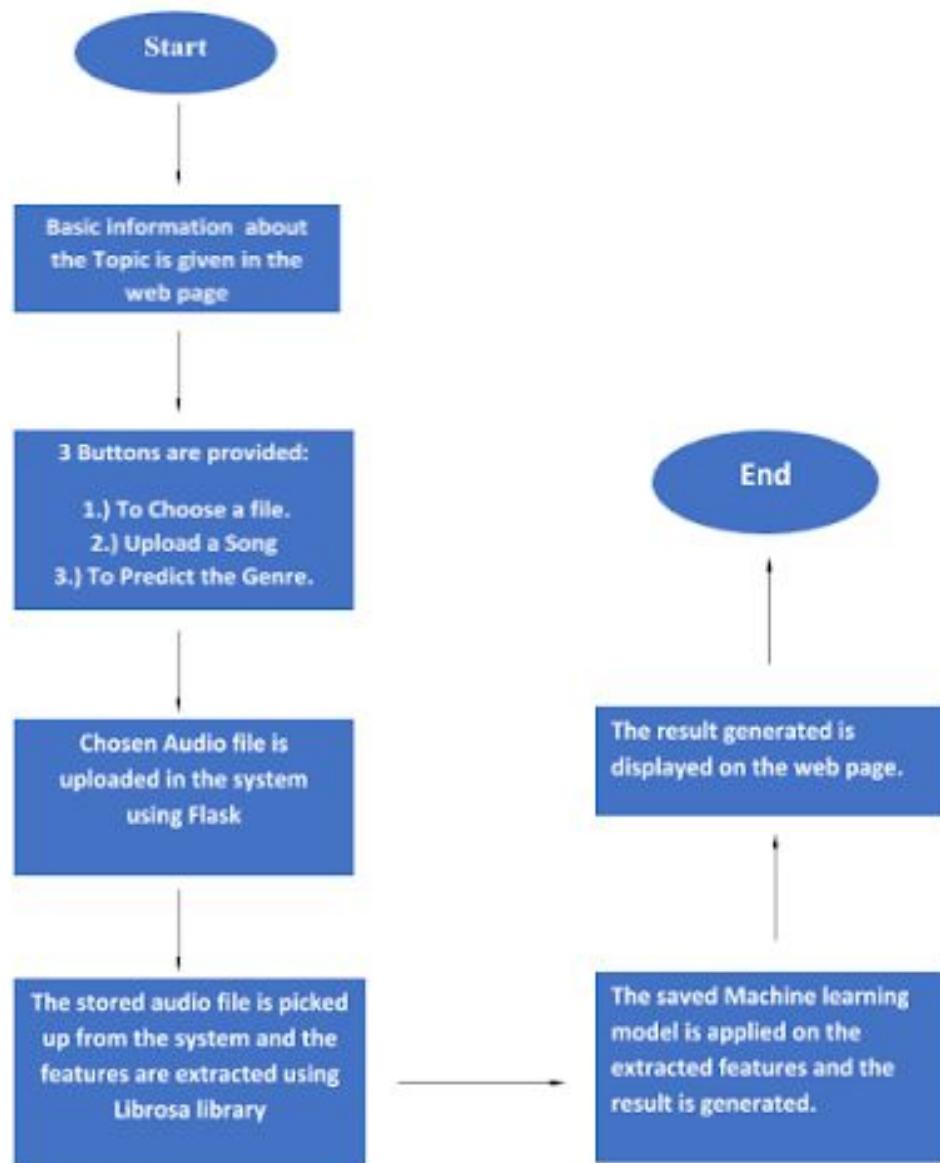 Start
Basic information about
the Topic is given in the
web page
3 Buttons are provided:
1.) To Choose a file.
2.) Upload a Song
3.) To Predict the Genre.
Chosen Audio file is
uploaded in the system
using Flask
The stored audio file is picked
up from the system and the
features are extracted using
Librosa library
The saved Machine learning
model is applied on the
extracted features and the
result is generated.
The result generated is
displayed on the web page.
End